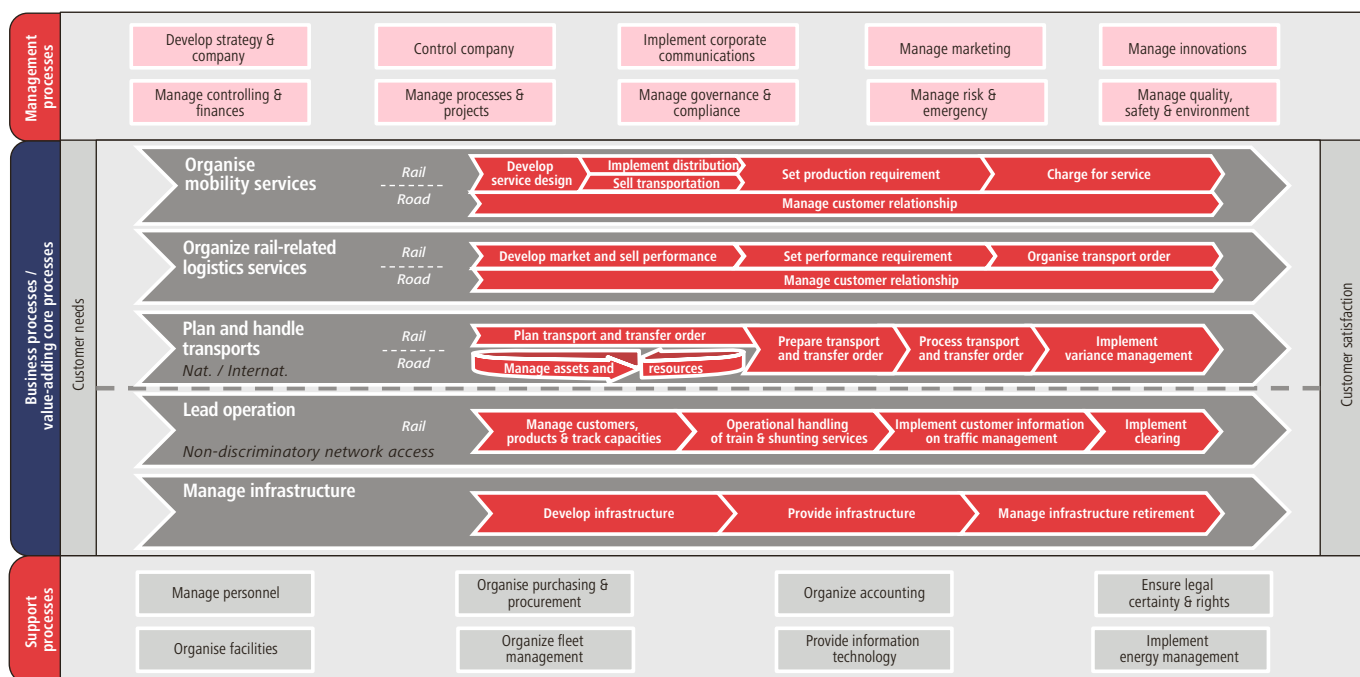 Management
processes
Develop strategy &
company
Control company
Implement corporate
communications
Manage marketing
Manage innovations
Manage controlling &
finances
Manage processes &
projects
Manage governance &
compliance
Manage risk &
emergency
Manage quality,
safety & environment
Business processes /
value-adding core processes
Customer needs
Organise
mobility services
Rail
Road
Develop
service design
Implement distribution
Sell transportation
Set production requirement
Charge for service
Manage customer relationship
Organize rail-related
logistics services
Rail
Road
Develop market and sell performance
Set performance requirement
Organise transport order
Manage customer relationship
Plan and handle
transports
Nat. / Internat.
Rail
Road
Plan transport and transfer order
Manage assets and resources
Prepare transport
and transfer order
Process transport
and transfer order
Implement
variance management
Lead operation
Non-discriminatory network access
Rail
Manage customers,
products & track capacities
Operational handling
of train & shunting services
Implement customer information
on traffic management
Implement
clearing
Manage infrastructure
Develop infrastructure
Provide infrastructure
Manage infrastructure retirement
Customer satisfaction
Support
processes
Manage personnel
Organise purchasing &
procurement
Organize accounting
Ensure legal
certainty & rights
Organise facilities
Organize fleet
management
Provide information
technology
Implement
energy management